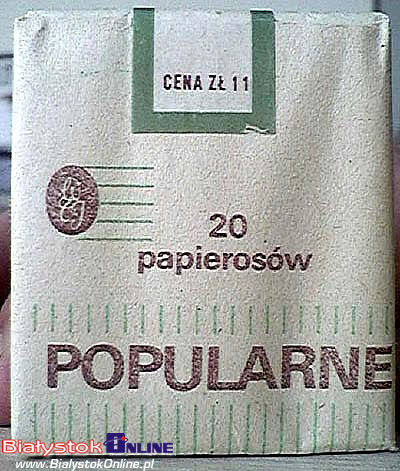 CENA ZŁ 11
20
papierosów
POPULARNE
Białystok ONLINE
www.BialystokOnline.pl